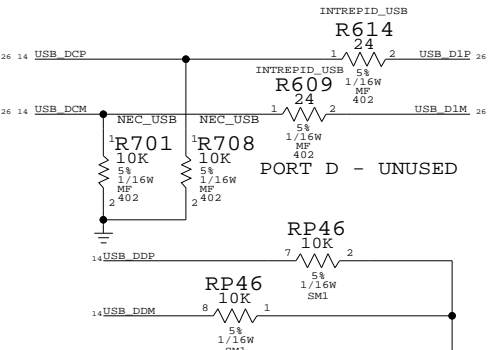 INTREPID_USB
R614
24
26 14 USB_DCP
1 2 USB_D1P 26
5%
1/16W
MF
402
INTREPID_USB
R609
24
26 14 USB_DCM
1 2 USB_D1M 26
5%
1/16W
MF
402
NEC_USB NEC_USB
1 R701 1 R708
10K 10K
5% 5%
1/16W 1/16W
MF MF
2 402 2 402
PORT D - UNUSED
RP46
10K
14 USB_DDP 7 2
5%
1/16W
SM1
RP46
10K
14 USB_DDM 8 1
5%
1/16W
SM1